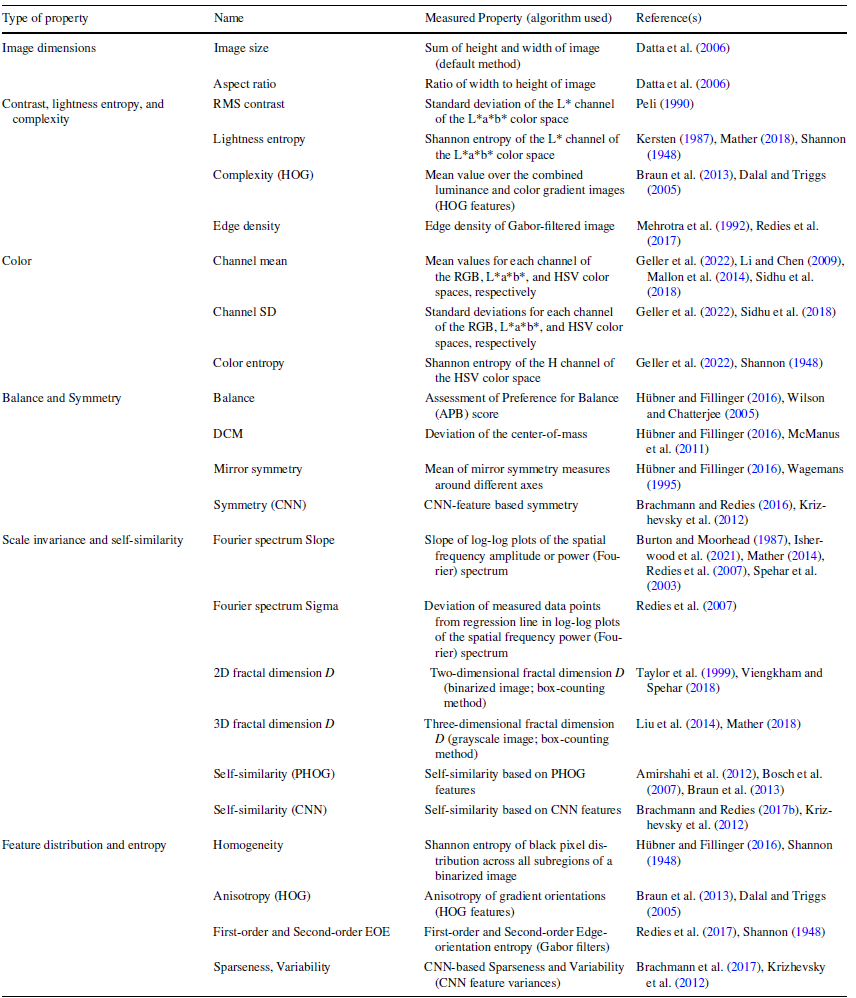 Type of property Name Measured Property (algorithm used) Reference(s)
Image dimensions Image size Sum of height and width of image Datta et al. (2006)
(default method)
Aspect ratio Ratio of width to height of image Datta et al. (2006)
Contrast, lightness entropy, and RMS contrast Standard deviation of the L* channel Peli (1990)
complexity of the L*a*b* color space
Lightness entropy Shannon entropy of the L* channel of Kersten (1987), Mather (2018), Shannon
the L*a*b* color space (1948)
Complexity (HOG) Mean value over the combined Braun et al. (2013), Dalal and Triggs
luminance and color gradient images (2005)
(HOG features)
Edge density Edge density of Gabor-filtered image Mehrotra et al. (1992), Redies et al.
(2017)
Color Channel mean Mean values for each channel of Geller et al. (2022), Li and Chen (2009),
the RGB, L*a*b*, and HSV color Mallon et al. (2014), Sidhu et al.
spaces, respectively (2018)
Channel SD Standard deviations for each channel Geller et al. (2022), Sidhu et al. (2018)
of the RGB, L*a*b*, and HSV color
spaces, respectively
Color entropy Shannon entropy of the H channel of Geller et al. (2022), Shannon (1948)
the HSV color space
Balance and Symmetry Balance Assessment of Preference for Balance Hübner and Fillinger (2016), Wilson
(APB) score and Chatterjee (2005)
DCM Deviation of the center-of-mass Hübner and Fillinger (2016), McManus
et al. (2011)
Mirror symmetry Mean of mirror symmetry measures Hübner and Fillinger (2016), Wagemans
around different axes (1995)
Symmetry (CNN) CNN-feature based symmetry Brachmann and Redies (2016), Kriz-
hevsky et al. (2012)
Scale invariance and self-similarity Fourier spectrum Slope Slope of log-log plots of the spatial Burton and Moorhead (1987), Isher-
frequency amplitude or power (Fou- wood et al. (2021), Mather (2014),
rier) spectrum Redies et al. (2007), Spehar et al.
(2003)
Fourier spectrum Sigma Deviation of measured data points Redies et al. (2007)
from regression line in log-log plots
of the spatial frequency power (Fou-
rier) spectrum
2D fractal dimension D Two-dimensional fractal dimension D Taylor et al. (1999), Viengkham and
(binarized image; box-counting Spehar (2018)
method)
3D fractal dimension D Three-dimensional fractal dimension Liu et al. (2014), Mather (2018)
D (grayscale image; box-counting
method)
Self-similarity (PHOG) Self-similarity based on PHOG Amirshahi et al. (2012), Bosch et al.
features (2007), Braun et al. (2013)
Self-similarity (CNN) Self-similarity based on CNN features Brachmann and Redies (2017b), Kriz-
hevsky et al. (2012)
Feature distribution and entropy Homogeneity Shannon entropy of black pixel dis- Hübner and Fillinger (2016), Shannon
tribution across all subregions of a (1948)
binarized image
Anisotropy (HOG) Anisotropy of gradient orientations Braun et al. (2013), Dalal and Triggs
(HOG features) (2005)
First-order and Second-order EOE First-order and Second-order Edge- Redies et al. (2017), Shannon (1948)
orientation entropy (Gabor filters)
Sparseness, Variability CNN-based Sparseness and Variability Brachmann et al. (2017), Krizhevsky
(CNN feature variances) et al. (2012)